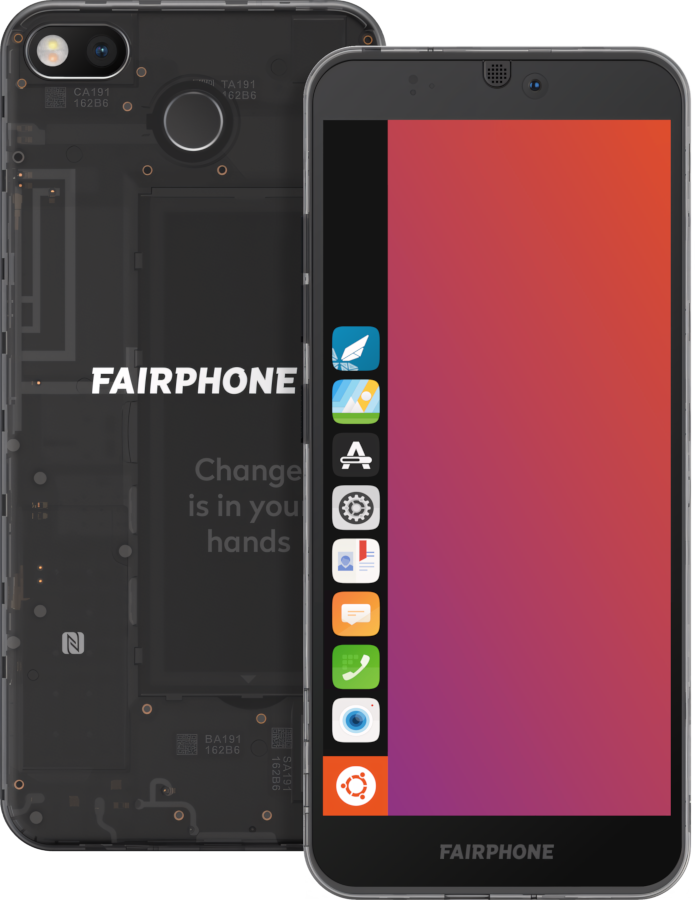 CA191
162B6
TA191
162B6
FAIRPHONE
Change
is in your
hands
BA191
162B6
SA191
162B6
FAIRPHONE